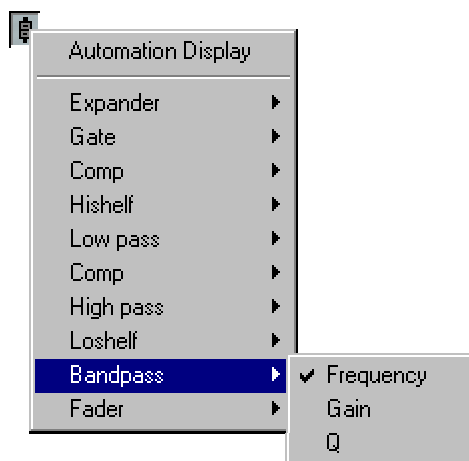 Automation Display
Expander
Gate
Comp
Hishelf
Low pass
Comp
High pass
Loshelf
Bandpass
Frequency
Fader
Gain
Q